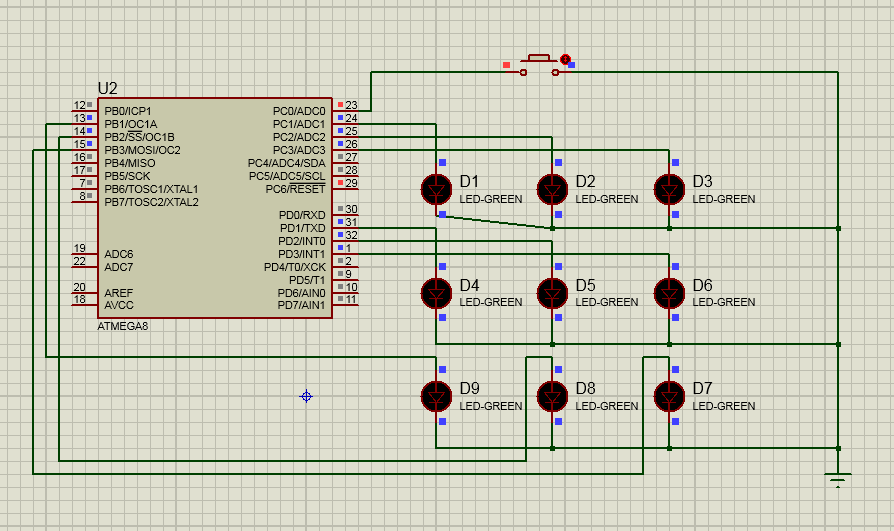 U2
12 PB0/ICP1 PC0/ADC0 23
13 PB1/OC1A PC1/ADC1 24
14 PB2/SS/OC1B PC2/ADC2 25
15 PB3/MOSI/OC2 PC3/ADC3 26
16 PB4/MISO PC4/ADC4/SDA 27
17 PB5/SCK PC5/ADC5/SCL 28
7 PB6/TOSC1/XTAL1 PC6/RESET 29
8 PB7/TOSC2/XTAL2
PD0/RXD 30
PD1/TXD 31
PD2/INT0 32
19 ADC6 PD3/INT1 1
22 ADC7 PD4/T0/XCK 2
PD5/T1 9
20 AREF PD6/AIN0 10
18 AVCC PD7/AIN1 11
ATMEGA8
D1 D2 D3
LED-GREEN LED-GREEN LED-GREEN
D4 D5 D6
LED-GREEN LED-GREEN LED-GREEN
D9 D8 D7
LED-GREEN LED-GREEN LED-GREEN